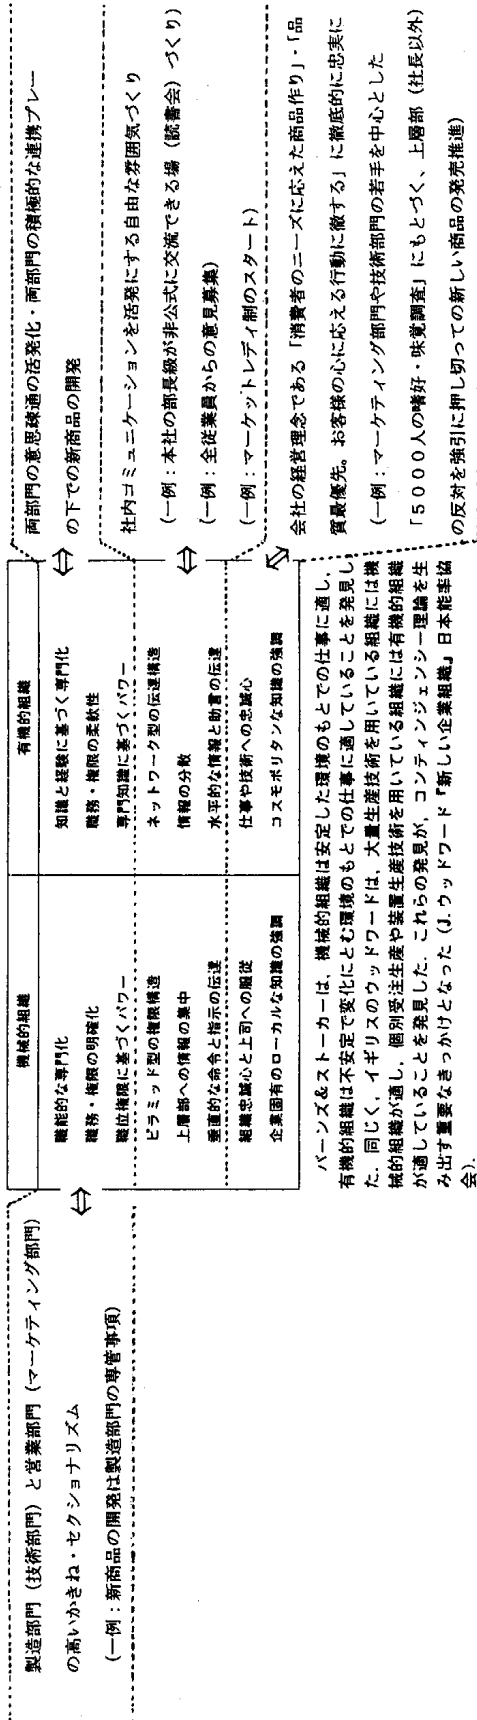 製造部門（技術部門）と営業部門（マーケティング部門）
の高いかきね・セクショナリズム
（一例：新商品の開発は製造部門の専管事項）
機械的組織 有機的組織
職能的な専門化 知識と経験に基づく専門化
職務・権限の明確化 職務・権限の柔軟性
職位権限に基づくパワー 専門知識に基づくパワー
ピラミッド型の権限構造 ネットワーク型の伝達構造
上層部への情報の集中 情報の分散
垂直的な命令と指示の伝達 水平的な情報と助言の伝達
組織忠誠心と上司への服従 仕事や技術への忠誠心
企業固有のローカルな知識の強調 コスモポリタンな知識の強調
バーンズ&ストーカーは、機械的組織は安定した環境のもとでの仕事に適し、
有機的組織は不安定で変化にとむ環境のもとでの仕事に適していることを発見し
た．同じく、イギリスのウッドワードは、大量生産技術を用いている組織には機
械的組織が適し、個別受注生産や装置生産技術を用いている組織には有機的組織
が適していることを発見した．これらの発見が、コンティンジェンシー理論を生
み出す重要なきっかけとなった（J.ウッドワード『新しい企業組織』日本能率協
会）．
両部門の意思疎通の活発化・両部門の積極的な連携プレー
の下での新商品の開発
社内コミュニケーションを活発にする自由な雰囲気づくり
（一例：本社の部長級が非公式に交流できる場（読書会）づくり）
（一例：全従業員からの意見募集）
（一例：マーケットレディ制のスタート）
会社の経営理念である「消費者のニーズに応えた商品作り」・「品
質最優先。お客様の心に応える行動に徹する」に徹底的に忠実に
（一例：マーケティング部門や技術部門の若手を中心とした
「5000人の嗜好・味覚調査」にもとづく、上層部（社長以外）
の反対を強引に押し切っての新しい商品の発売推進）